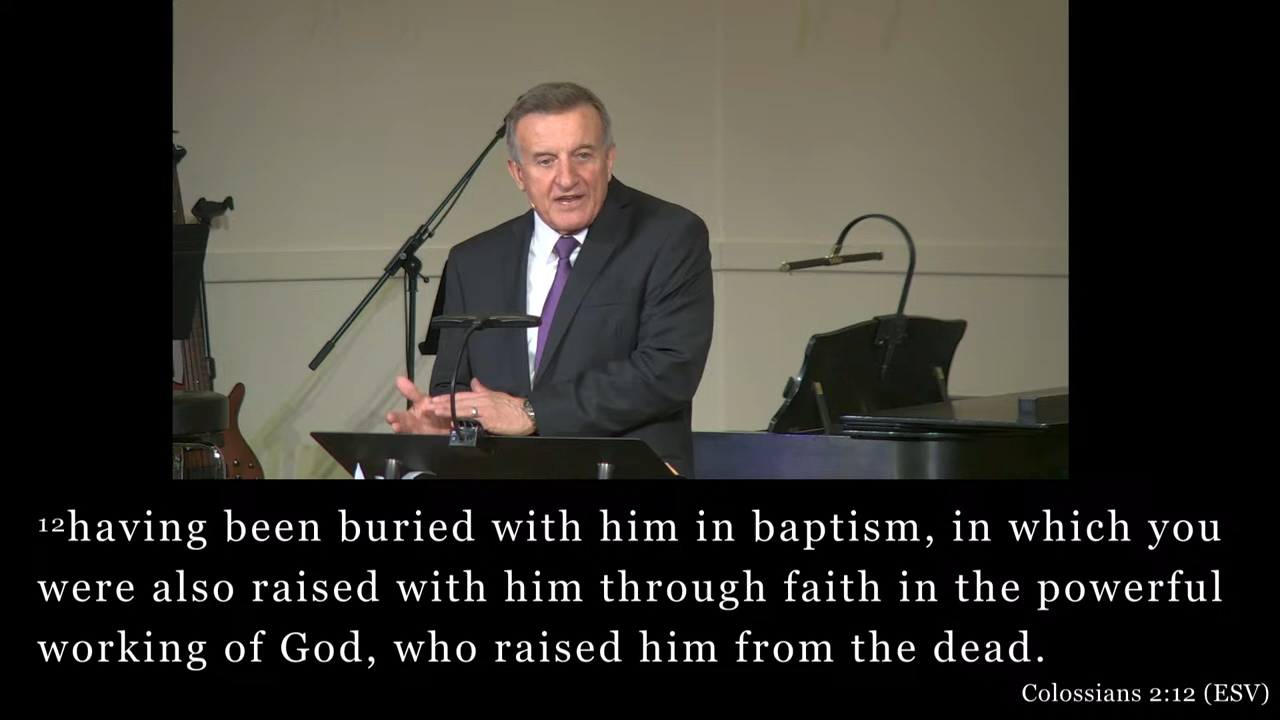 12having been buried with him in baptism, in which you
were also raised with him through faith in the powerful
working of God, who raised him from the dead.
Colossians 2:12 (ESV)